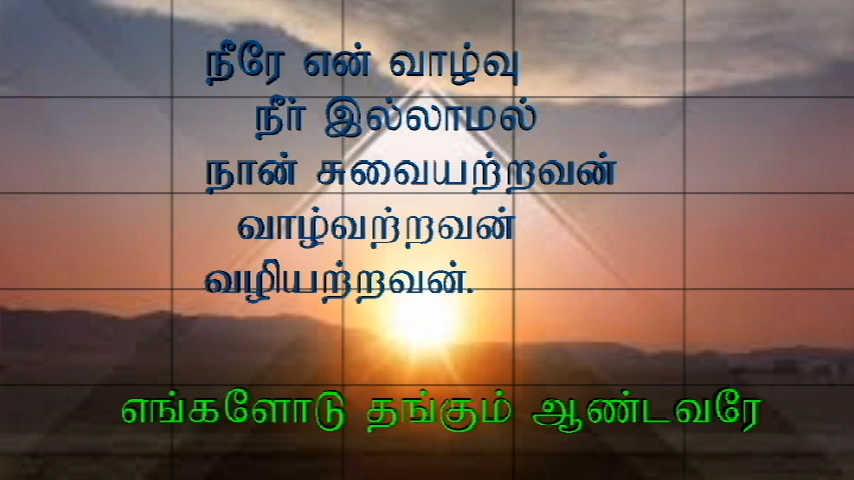 நீரே என் வாழ்வு
நீர் இல்லாமல்
நான் சுவையற்றவன்
வாழ்வற்றவன்
வழியற்றவன்.
எங்களோடு தங்கும் ஆண்டவரே